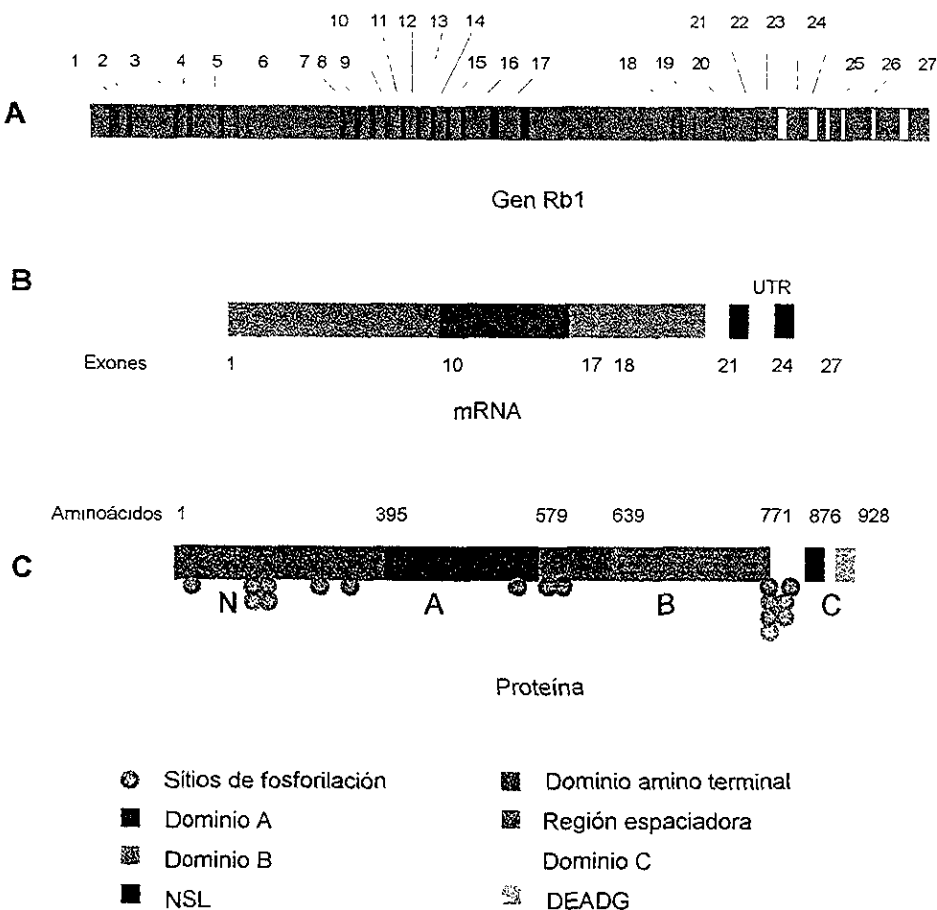 10 11 12 13 14 21 22 23 24
1 2 3 4 5 6 7 8 9 15 16 17 18 19 20 25 26 27
A
Gen Rb1
B
UTR
Exones 1 10 17 18 21 24 27
mRNA
Aminoácidos 1 395 579 639 771 876 928
C
N A B C
Proteína
Sítios de fosforilación
Dominio A
Dominio B
NSL
Dominio amino terminal
Región espaciadora
Dominio C
DEADG